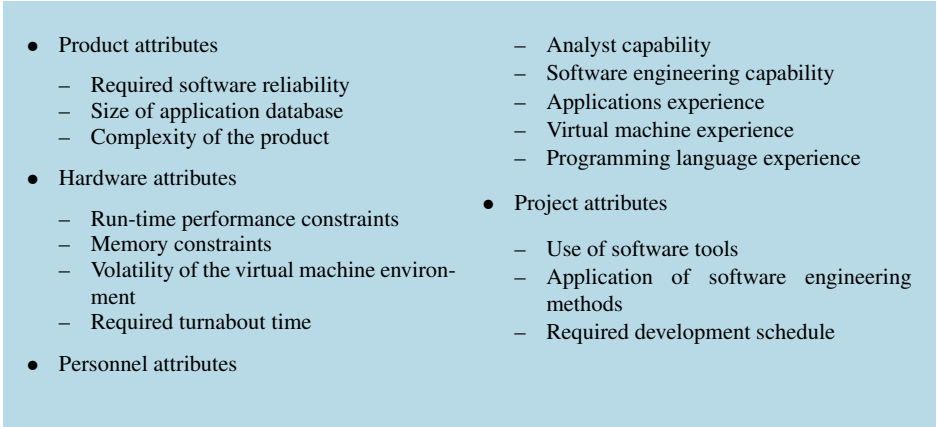 • Product attributes
– Required software reliability
– Size of application database
– Complexity of the product
• Hardware attributes
– Run-time performance constraints
– Memory constraints
– Volatility of the virtual machine environ-
ment
– Required turnabout time
• Personnel attributes
– Analyst capability
– Software engineering capability
– Applications experience
– Virtual machine experience
– Programming language experience
• Project attributes
– Use of software tools
– Application of software engineering
methods
– Required development schedule